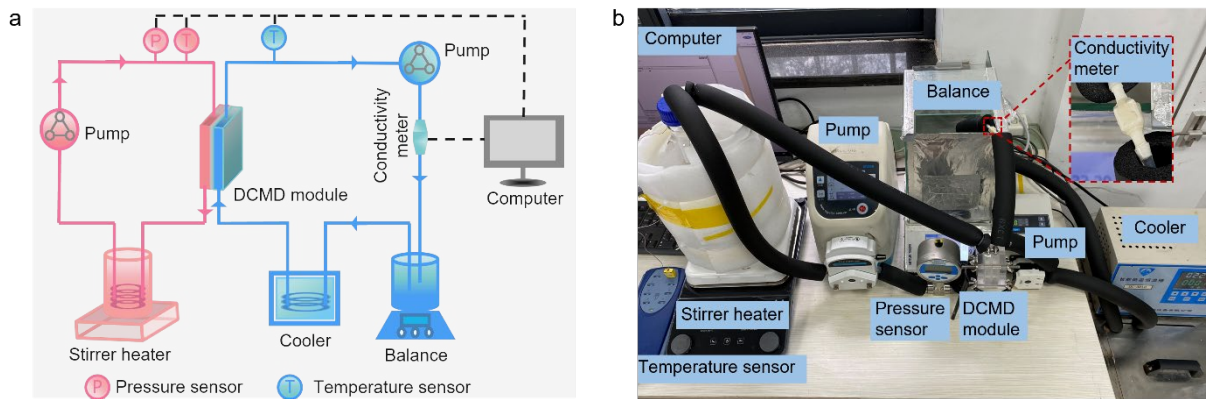 a
P
T
T
Pump
Pump
Conductivity
meter
DCMD module
Computer
Stirrer heater
Cooler
Balance
P Pressure sensor
T Temperature sensor
b
Computer
Conductivity
meter
Balance
Pump
Cooler
Pump
Stirrer heater
Pressure
sensor
DCMD
module
Temperature sensor